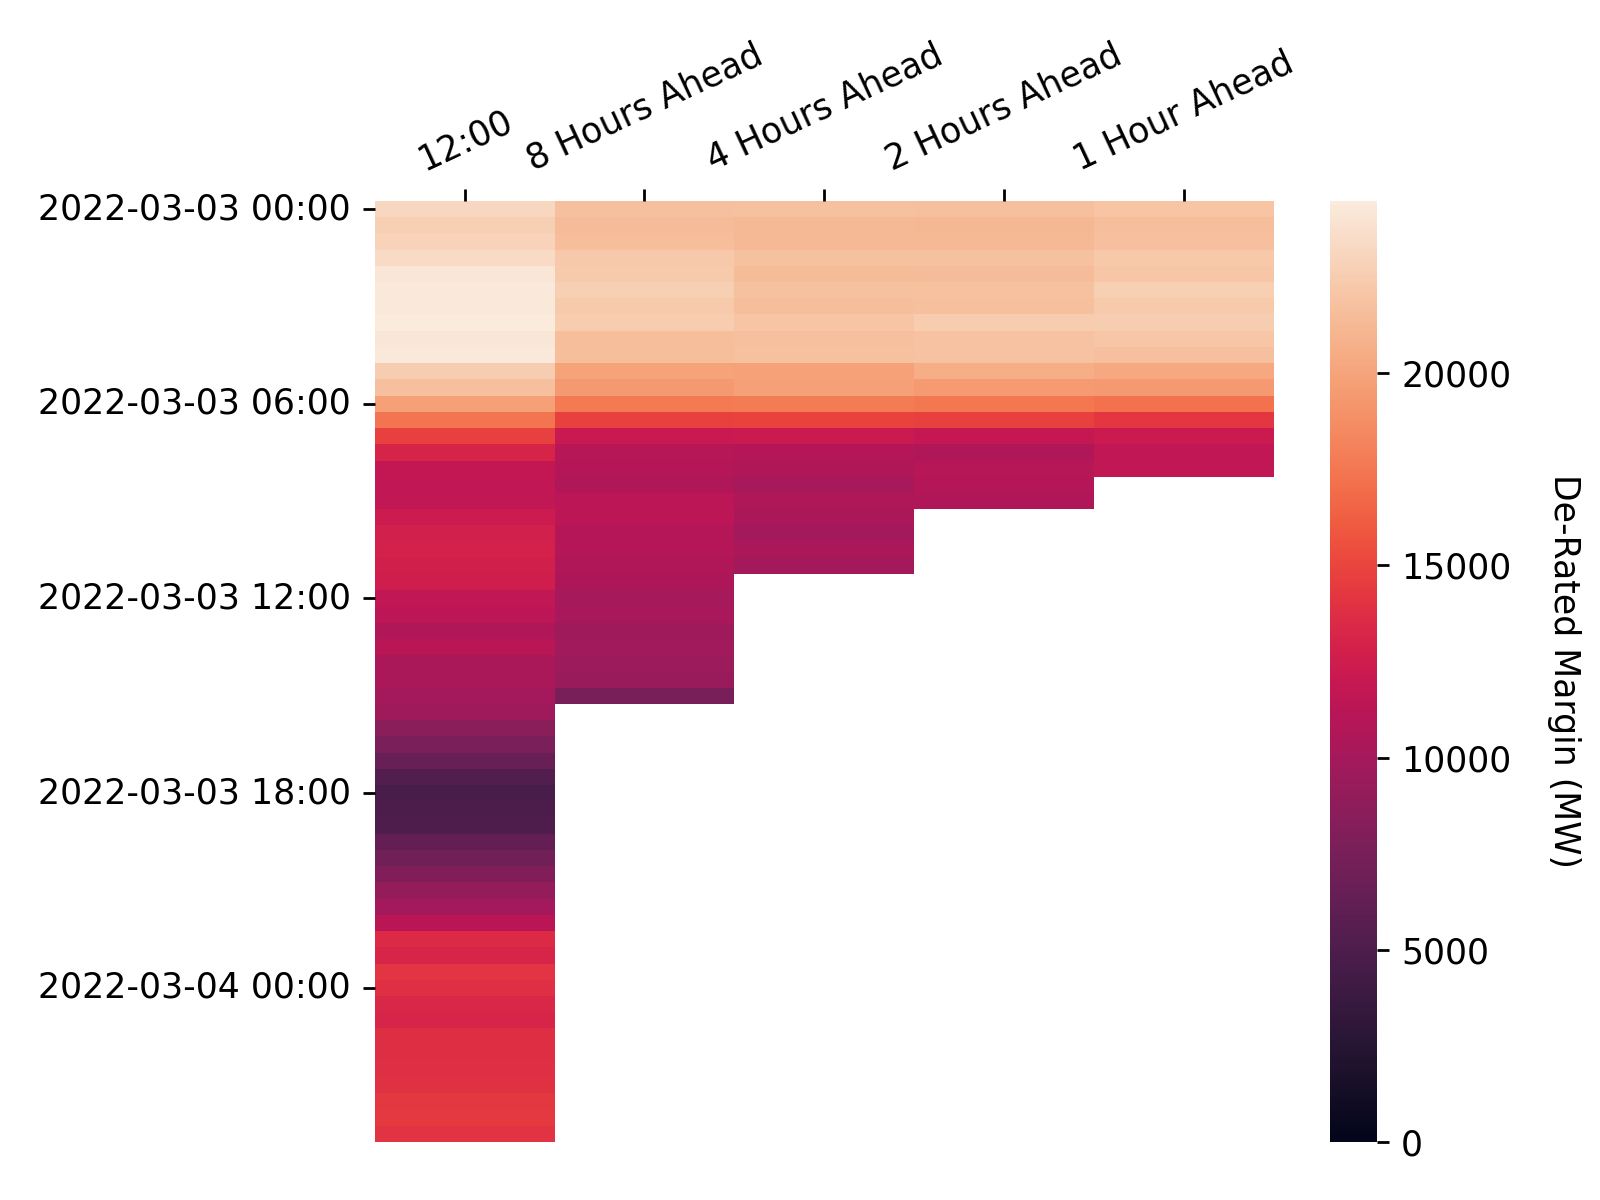 12:00
8 Hours Ahead
4 Hours Ahead
2 Hours Ahead
1 Hour Ahead
2022-03-03 00:00
2022-03-03 06:00
2022-03-03 12:00
2022-03-03 18:00
2022-03-04 00:00
20000
15000
10000
5000
0
De-Rated Margin (MW)